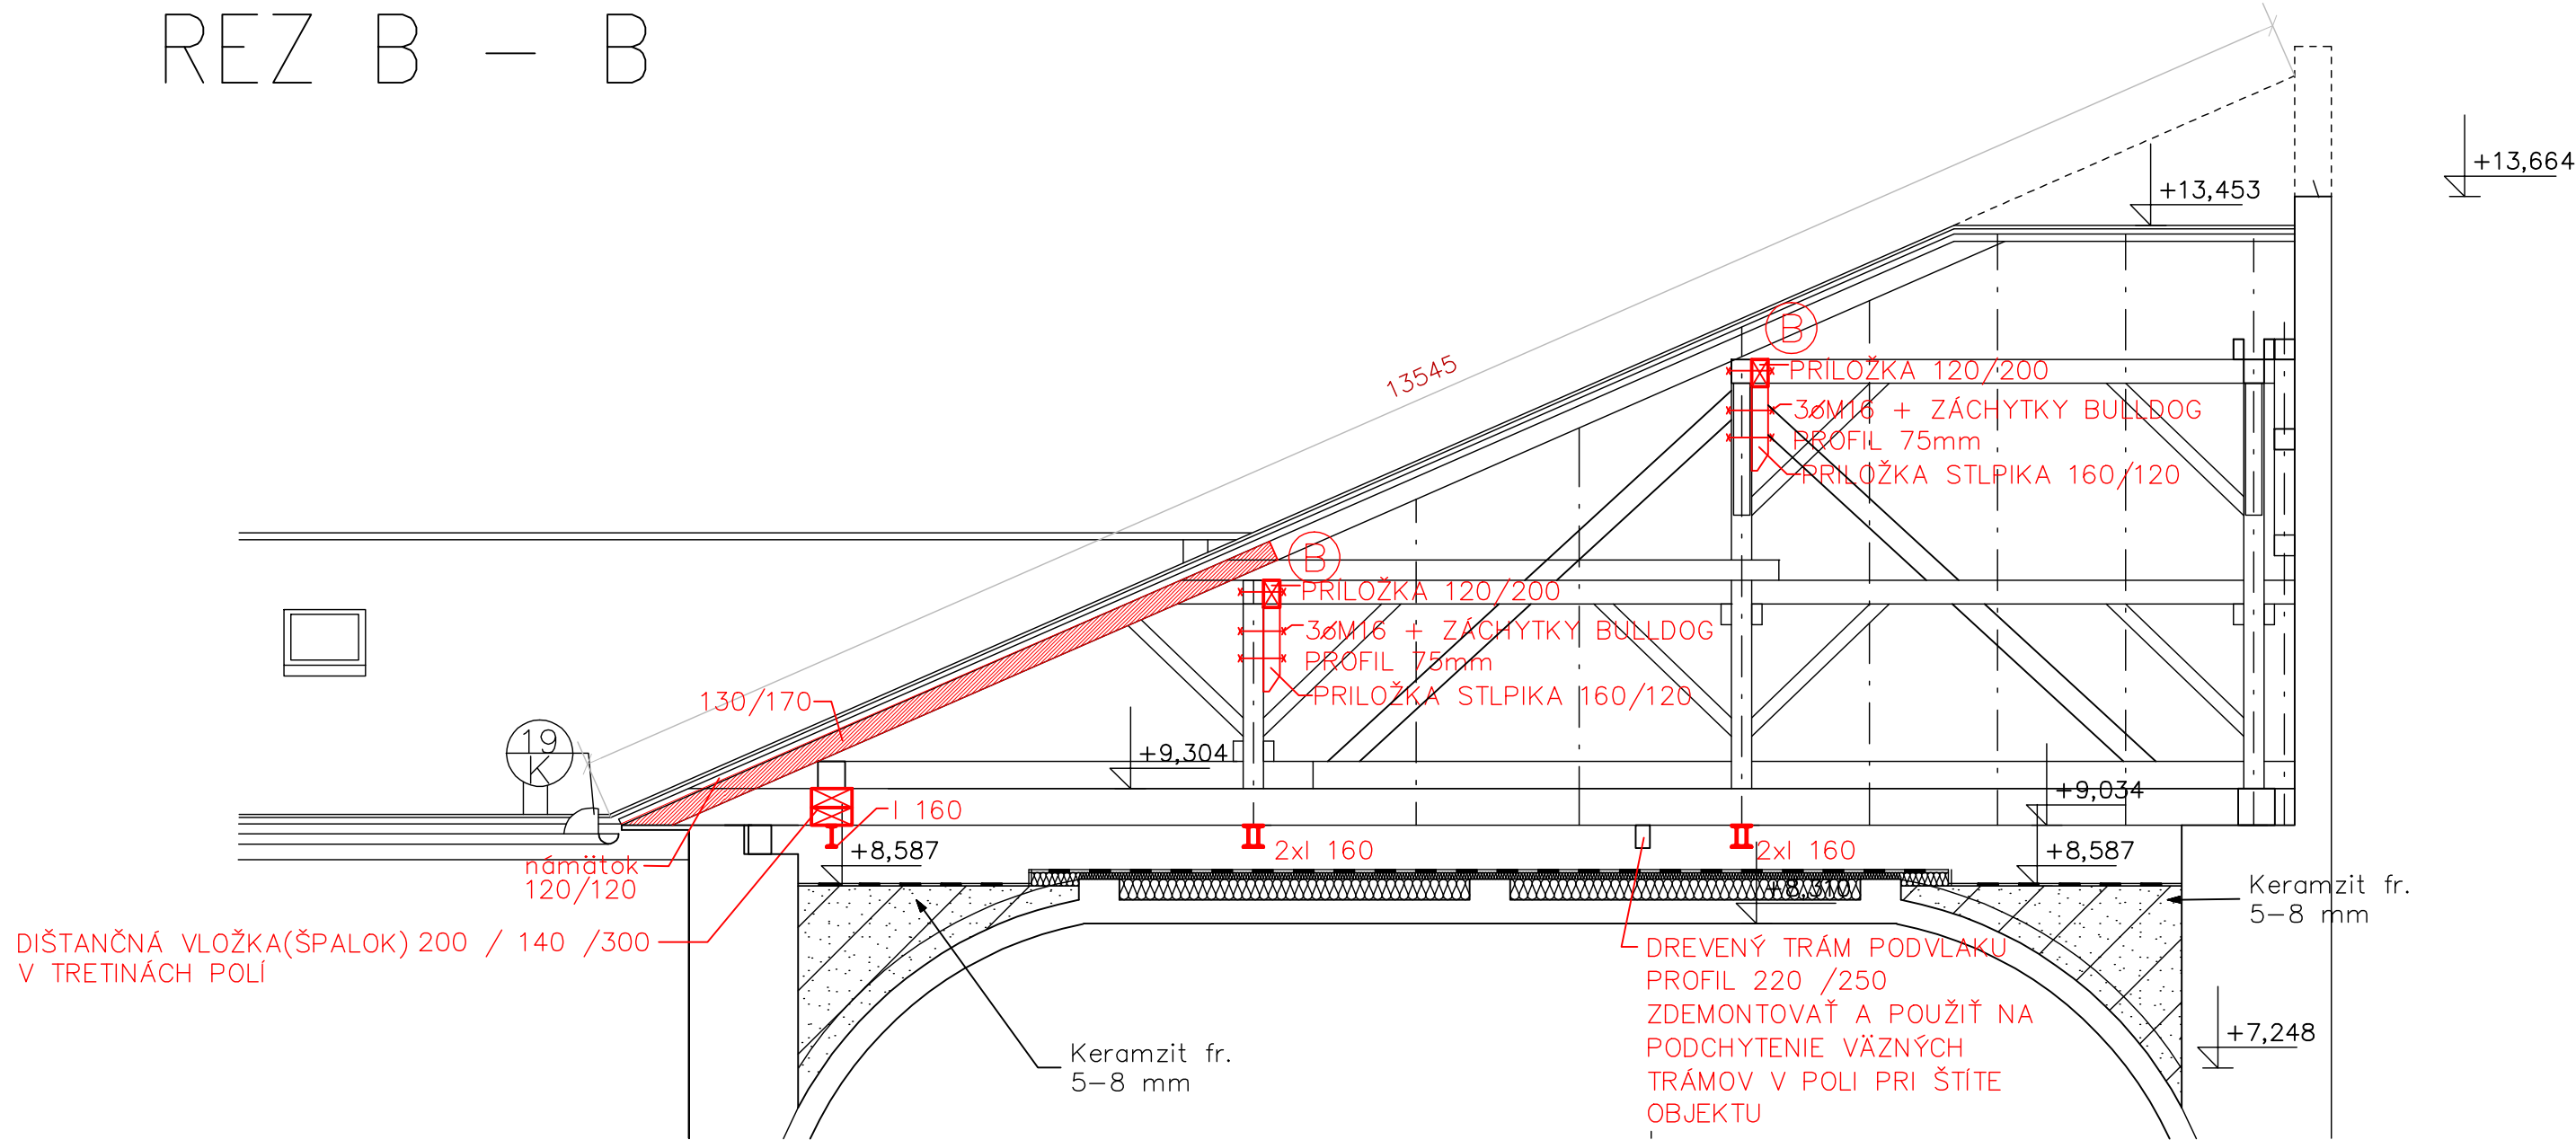 REZ B - B
+13,664
+13,453
B
13545
PRÍLOŽKA 120/200
3øM16 + ZÁCHYTKY BULLDOG
PROFIL 75mm
PRILOŽKA STLPIKA 160/120
B
PRÍLOŽKA 120/200
3øM16 + ZÁCHYTKY BULLDOG
PROFIL 75mm
PRILOŽKA STLPIKA 160/120
130/170
19
K
+9,304
+9,034
I 160
+8,587
2xI 160
2xI 160
+8,587
námätok
120/120
+8,310
Keramzit fr.
5-8 mm
DIŠTANČNÁ VLOŽKA(ŠPALOK) 200 / 140 /300
V TRETINÁCH POLÍ
DREVENÝ TRÁM PODVLAKU
PROFIL 220 /250
ZDEMONTOVAŤ A POUŽIŤ NA
PODCHYTENIE VÄZNÝCH
TRÁMOV V POLI PRI ŠTÍTE
OBJEKTU
+7,248
Keramzit fr.
5-8 mm